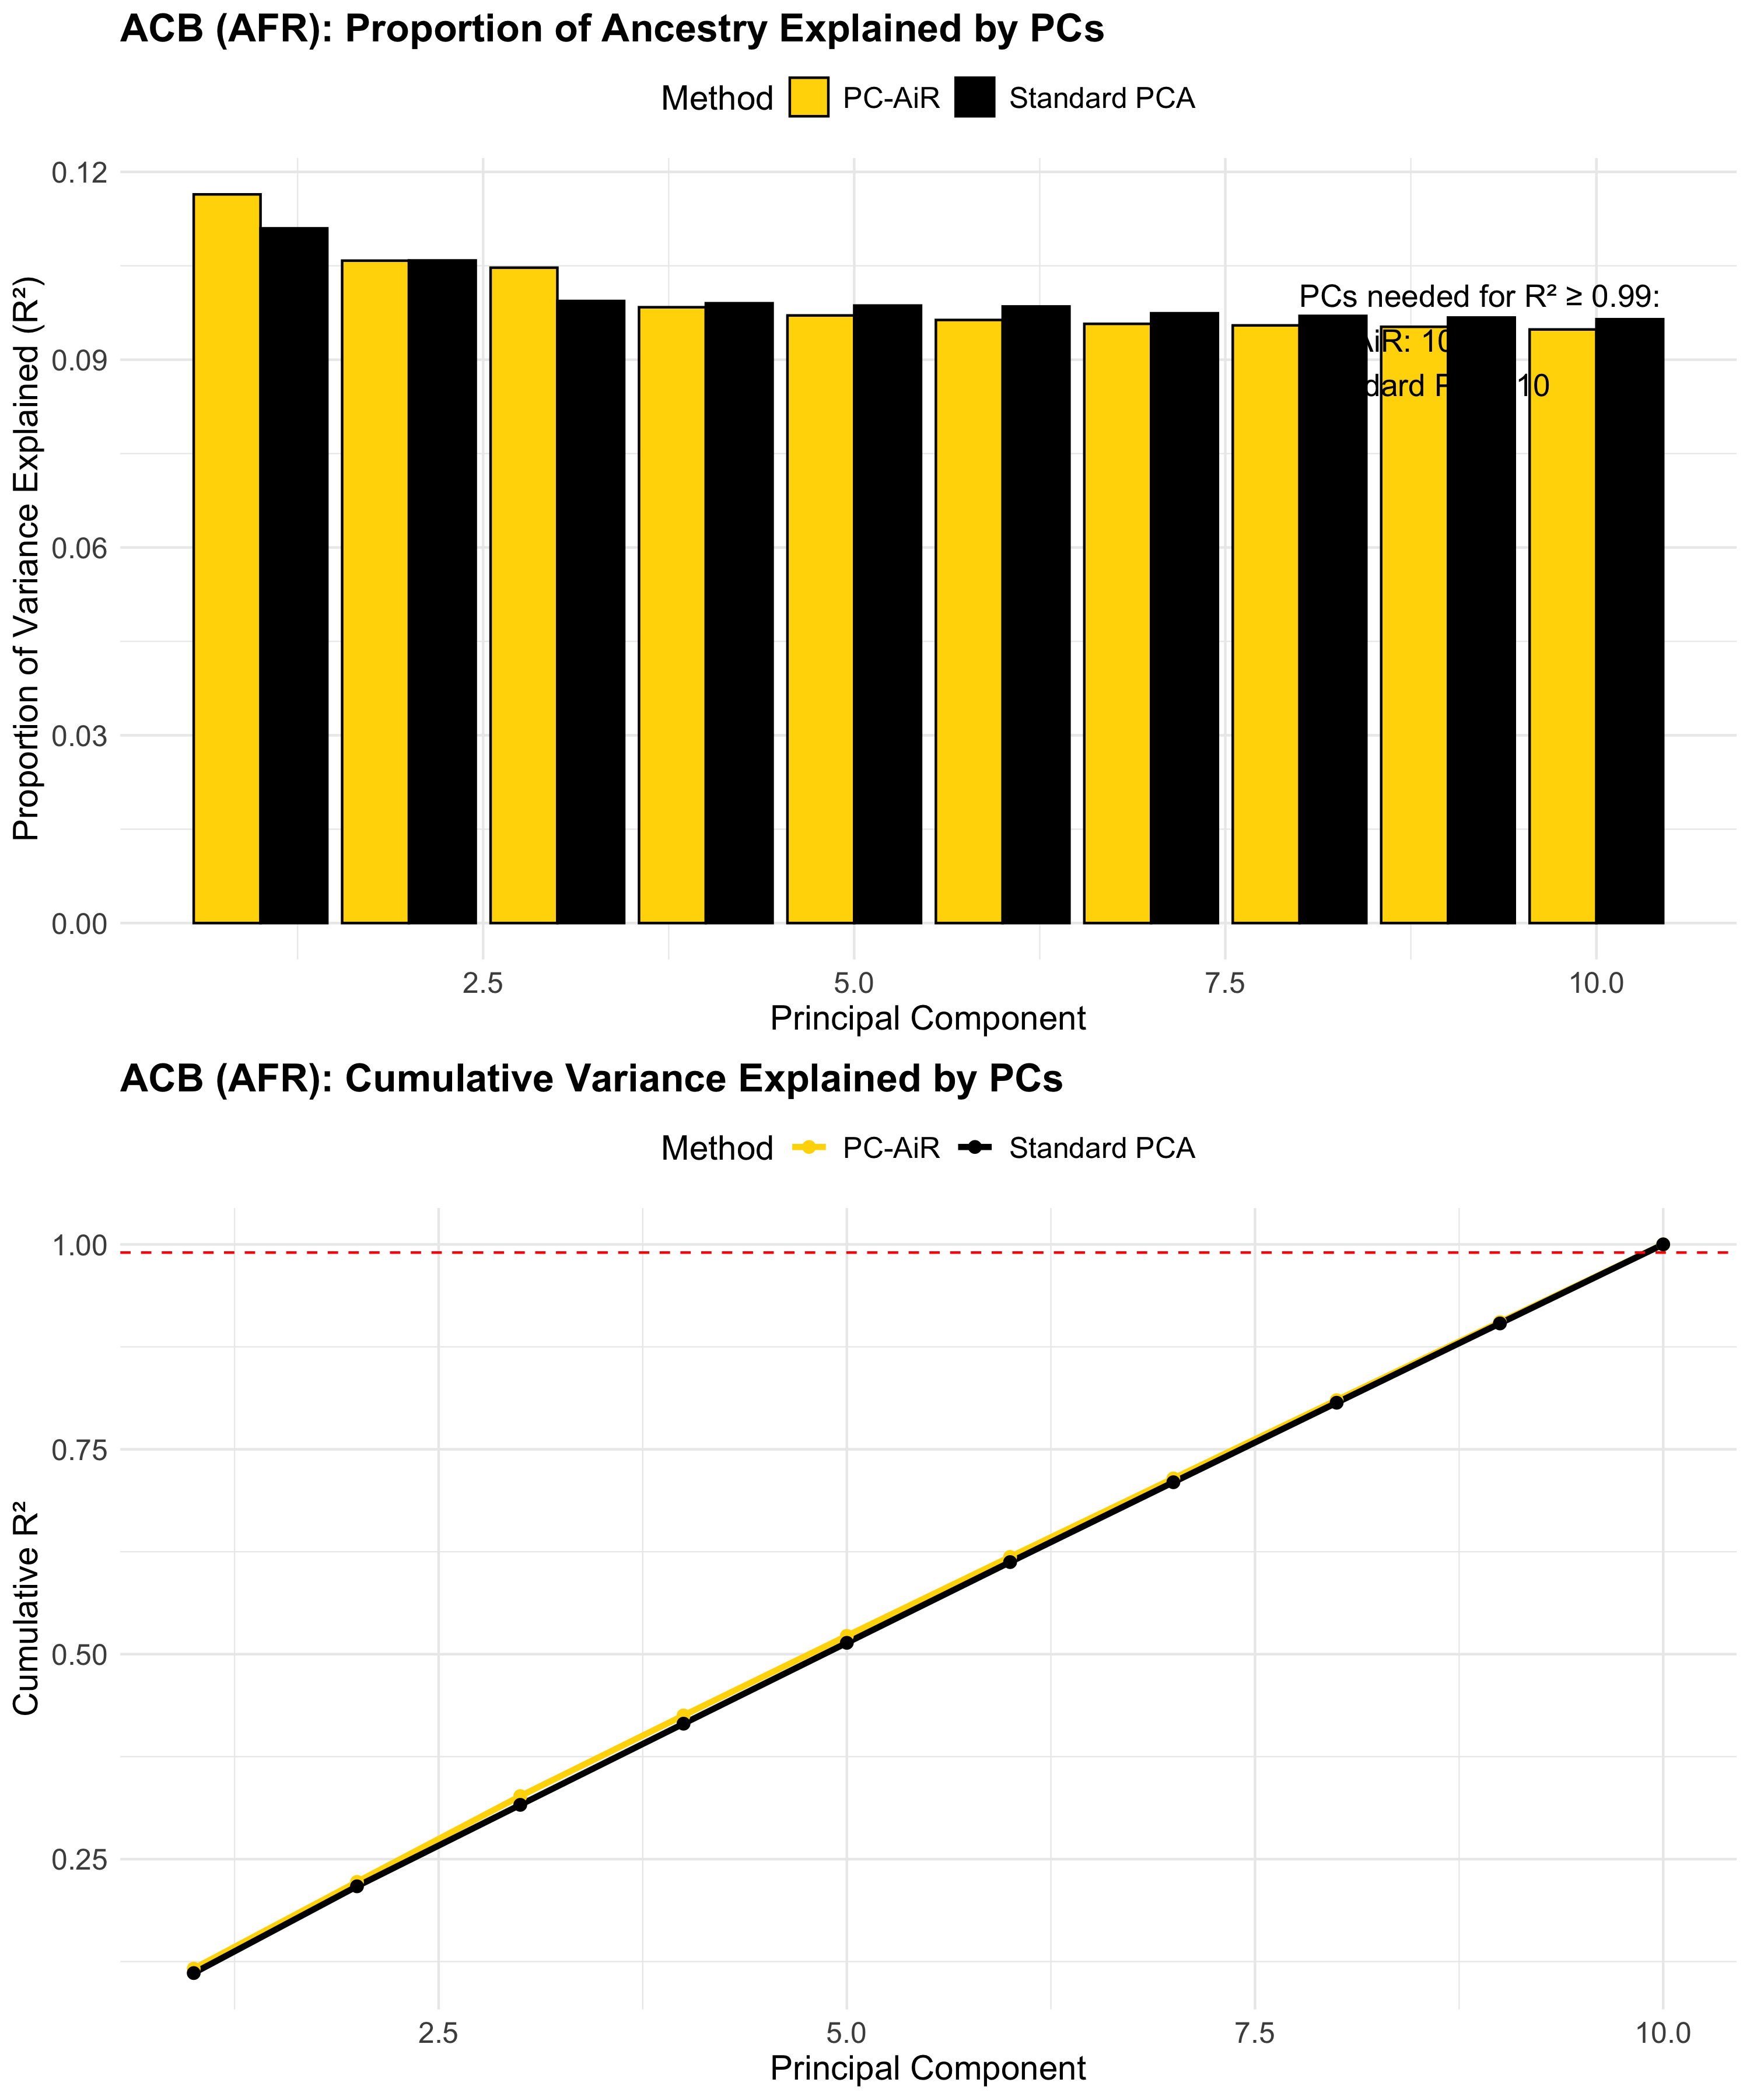 ACB (AFR): Proportion of Ancestry Explained by PCs
Method PC-AiR Standard PCA
Proportion of Variance Explained (R²)
0.12
0.09
0.06
0.03
0.00
PCs needed for R² ≥ 0.99:
AiR: 10
dard P 10
2.5 5.0 7.5 10.0
Principal Component
ACB (AFR): Cumulative Variance Explained by PCs
Method PC-AiR Standard PCA
Cumulative R²
1.00
0.75
0.50
0.25
2.5 5.0 7.5 10.0
Principal Component